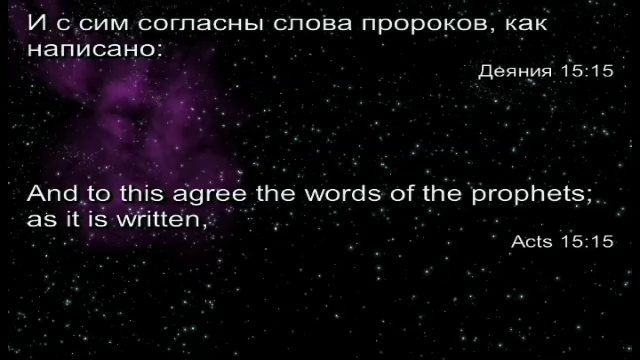 И с сим согласны слова пророков, как
написано:
Деяния 15:15
And to this agree the words of the prophets;
as it is written,
Acts 15:15